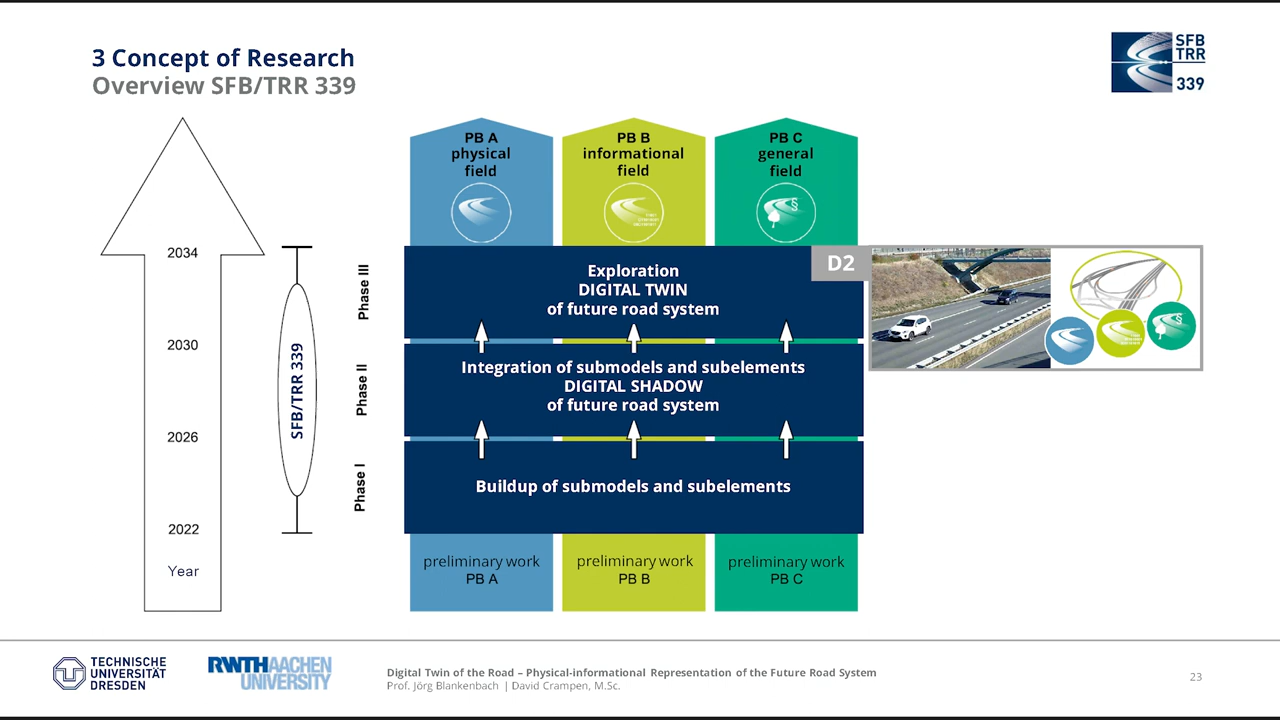 3 Concept of Research
Overview SFB/TRR 339
SFB
TRR
339
2034
2030
2026
2022
Year
SFB/TRR 339
Phase III
Phase II
Phase I
PB A
physical
field
PB B
informational
field
PB C
general
field
§
Exploration
DIGITAL TWIN
of future road system
D2
§
Integration of submodels and subelements
DIGITAL SHADOW
of future road system
Buildup of submodels and subelements
preliminary work
PB A
preliminary work
PB B
preliminary work
PB C
TECHNISCHE
UNIVERSITÄT
DRESDEN
RWTH AACHEN
UNIVERSITY
Digital Twin of the Road – Physical-informational Representation of the Future Road System
Prof. Jörg Blankenbach | David Crampen, M.Sc.
23